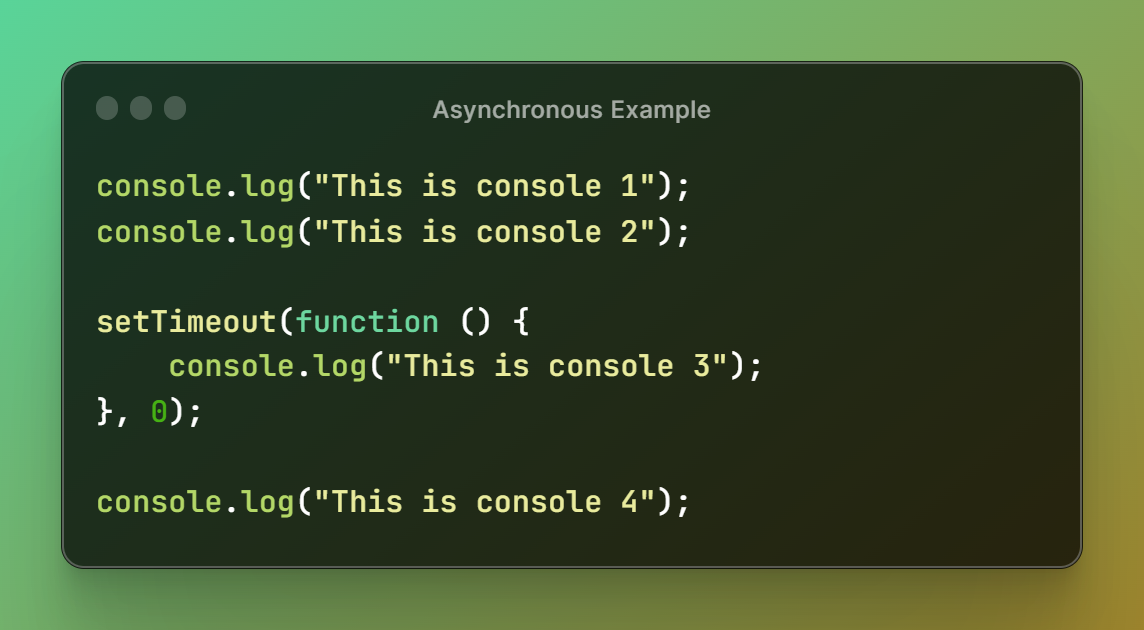 Asynchronous Example
console.log("This is console 1");
console.log("This is console 2");
setTimeout(function () {
    console.log("This is console 3");
}, 0);
console.log("This is console 4");